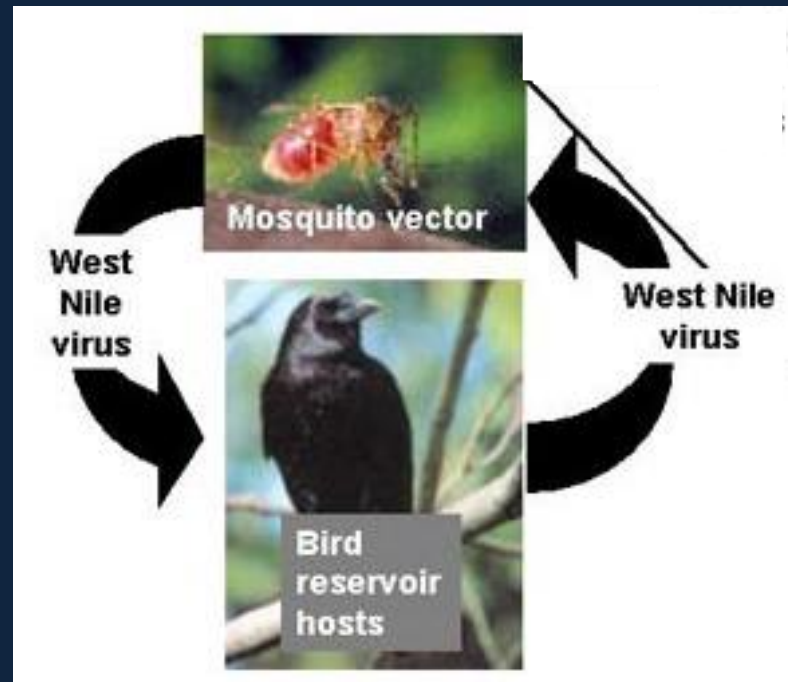 Mosquito vector
West
Nile
virus
West Nile
virus
Bird
reservoir
hosts